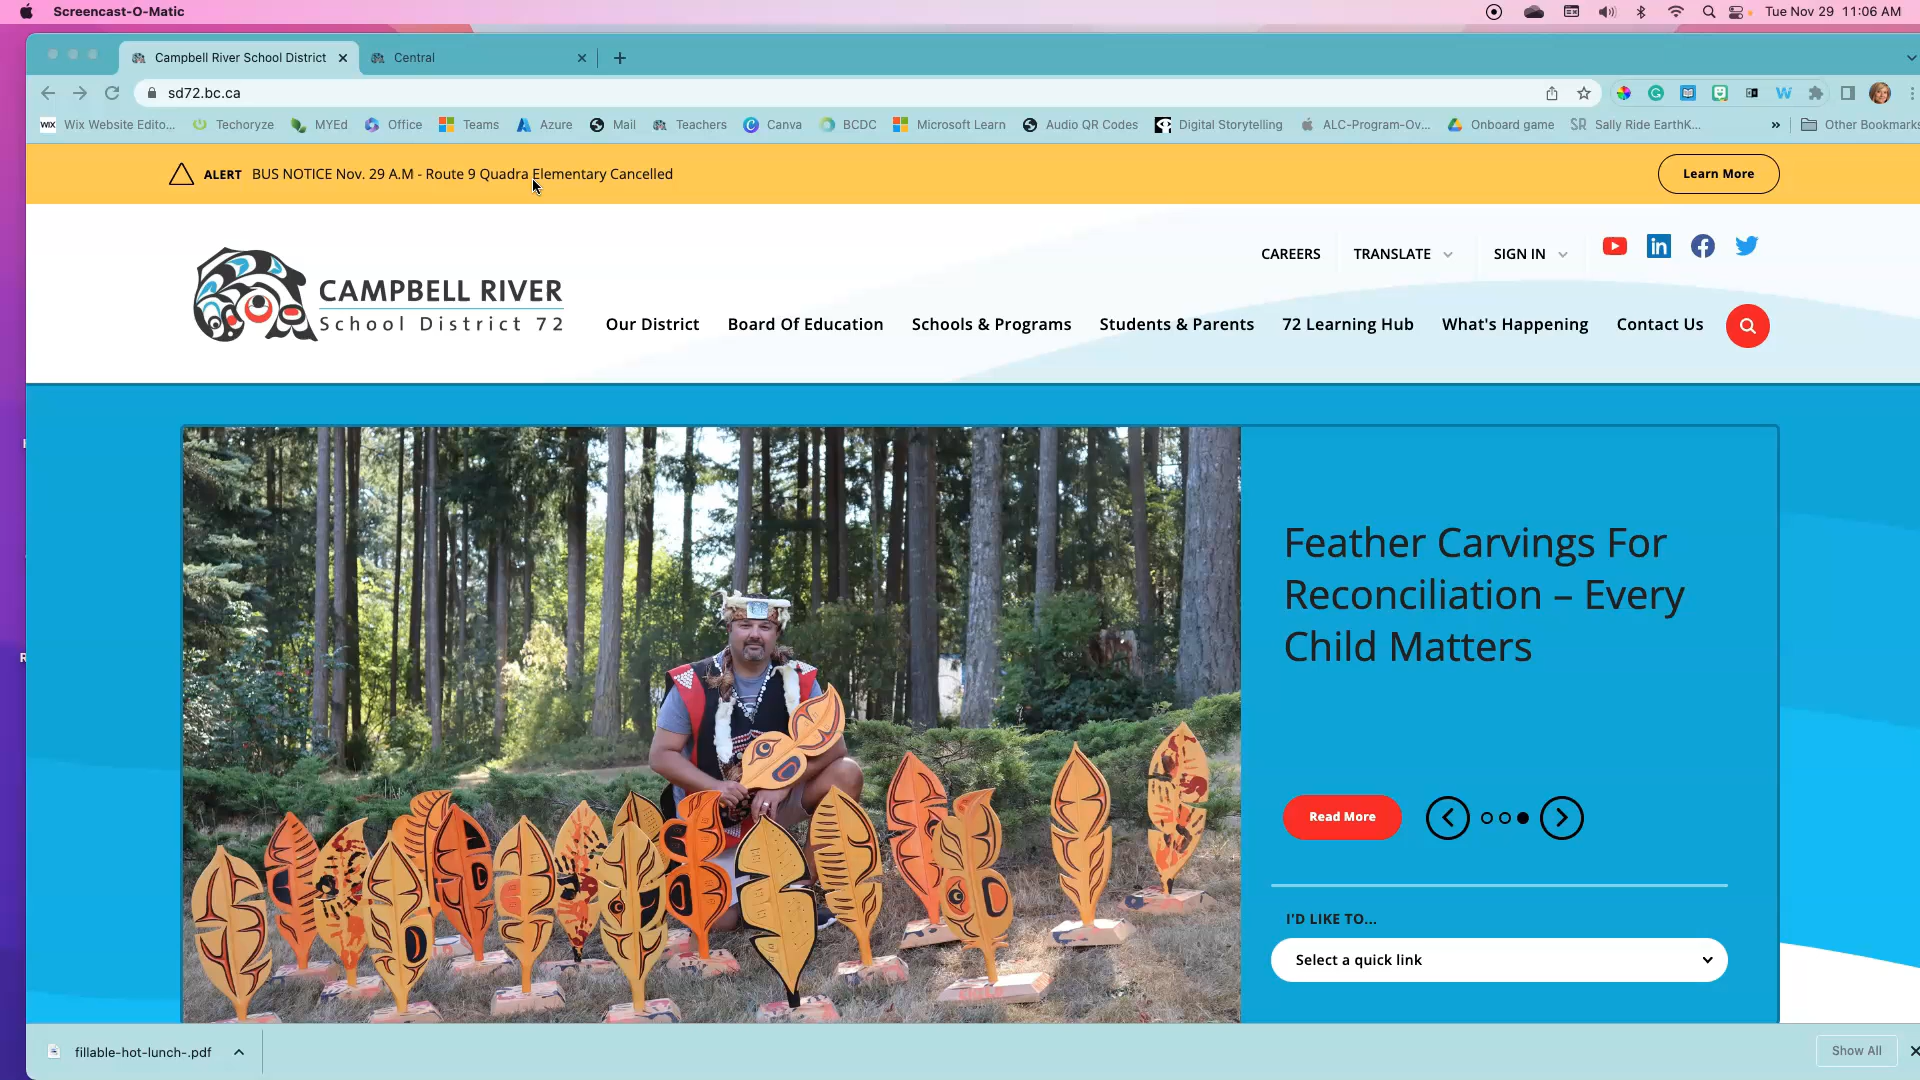 Screencast-O-Matic
Tue Nov 29 11:06 AM
Campbell River School District
Central
sd72.bc.ca
WIX Wix Website Edito...
Techoryze
MYEd
Office
Teams
Azure
Mail
Teachers
Canva
BCDC
Microsoft Learn
Audio QR Codes
Digital Storytelling
ALC-Program-Ov...
Onboard game
SR Sally Ride EarthK...
»
Other Bookmarks
ALERT BUS NOTICE Nov. 29 A.M - Route 9 Quadra Elementary Cancelled
Learn More
CAREERS
TRANSLATE
SIGN IN
CAMPBELL RIVER
School District 72
Our District
Board Of Education
Schools & Programs
Students & Parents
72 Learning Hub
What's Happening
Contact Us
Feather Carvings For
Reconciliation – Every
Child Matters
Read More
I'D LIKE TO...
Select a quick link
fillable-hot-lunch-.pdf
Show All